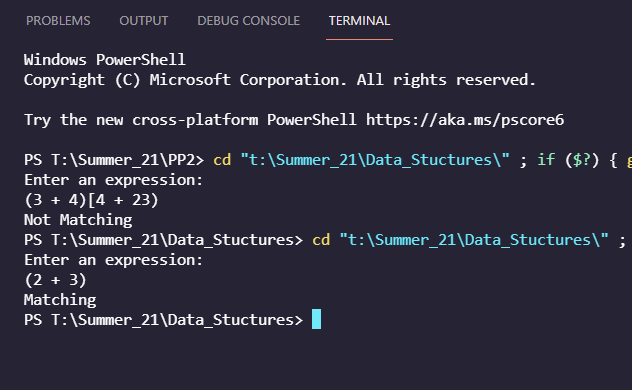 PROBLEMS OUTPUT DEBUG CONSOLE TERMINAL
Windows PowerShell
Copyright (C) Microsoft Corporation. All rights reserved.
Try the new cross-platform PowerShell https://aka.ms/pscore6
PS T:\Summer_21\PP2> cd "t:\Summer_21\Data_Stuctures\" ; if ($?) { g
Enter an expression:
(3 + 4)[4 + 23)
Not Matching
PS T:\Summer_21\Data_Stuctures> cd "t:\Summer_21\Data_Stuctures\" ;
Enter an expression:
(2 + 3)
Matching
PS T:\Summer_21\Data_Stuctures>